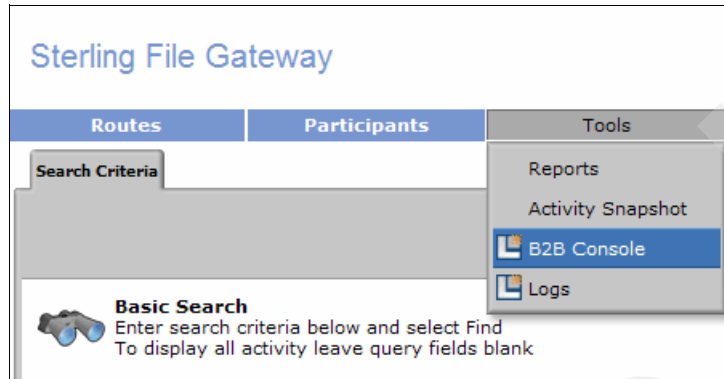 Sterling File Gateway
Routes
Participants
Tools
Search Criteria
Reports
Activity Snapshot
B2B Console
Logs
Basic Search
Enter search criteria below and select Find
To display all activity leave query fields blank